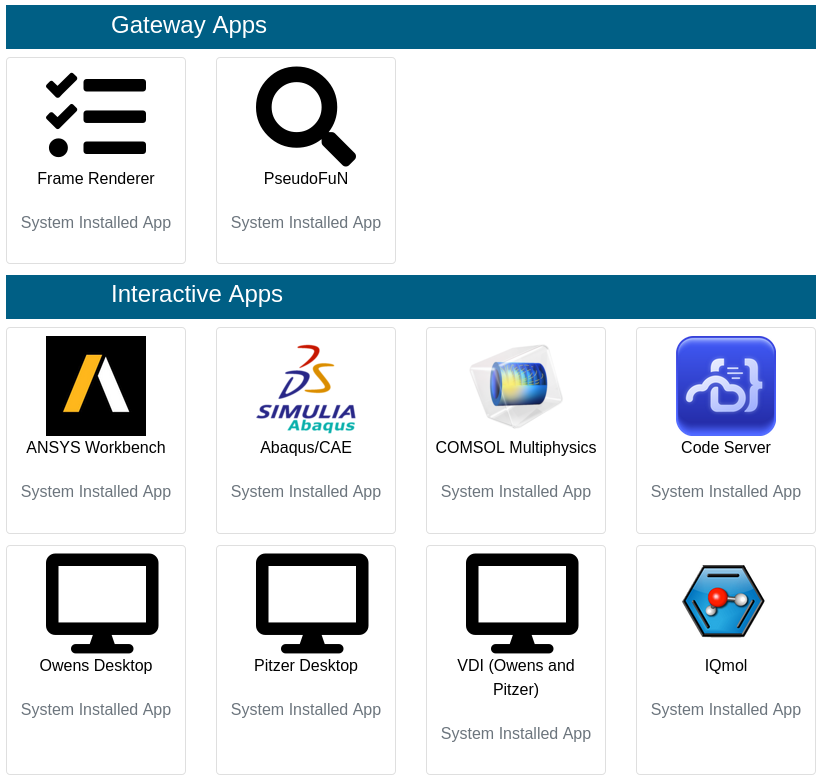 Gateway Apps
Frame Renderer
System Installed App
PseudoFuN
System Installed App
Interactive Apps
ANSYS Workbench
System Installed App
SIMULIA
Abaqus
Abaqus/CAE
System Installed App
COMSOL Multiphysics
System Installed App
Code Server
System Installed App
Owens Desktop
System Installed App
Pitzer Desktop
System Installed App
VDI (Owens and
Pitzer)
System Installed App
IQmol
System Installed App